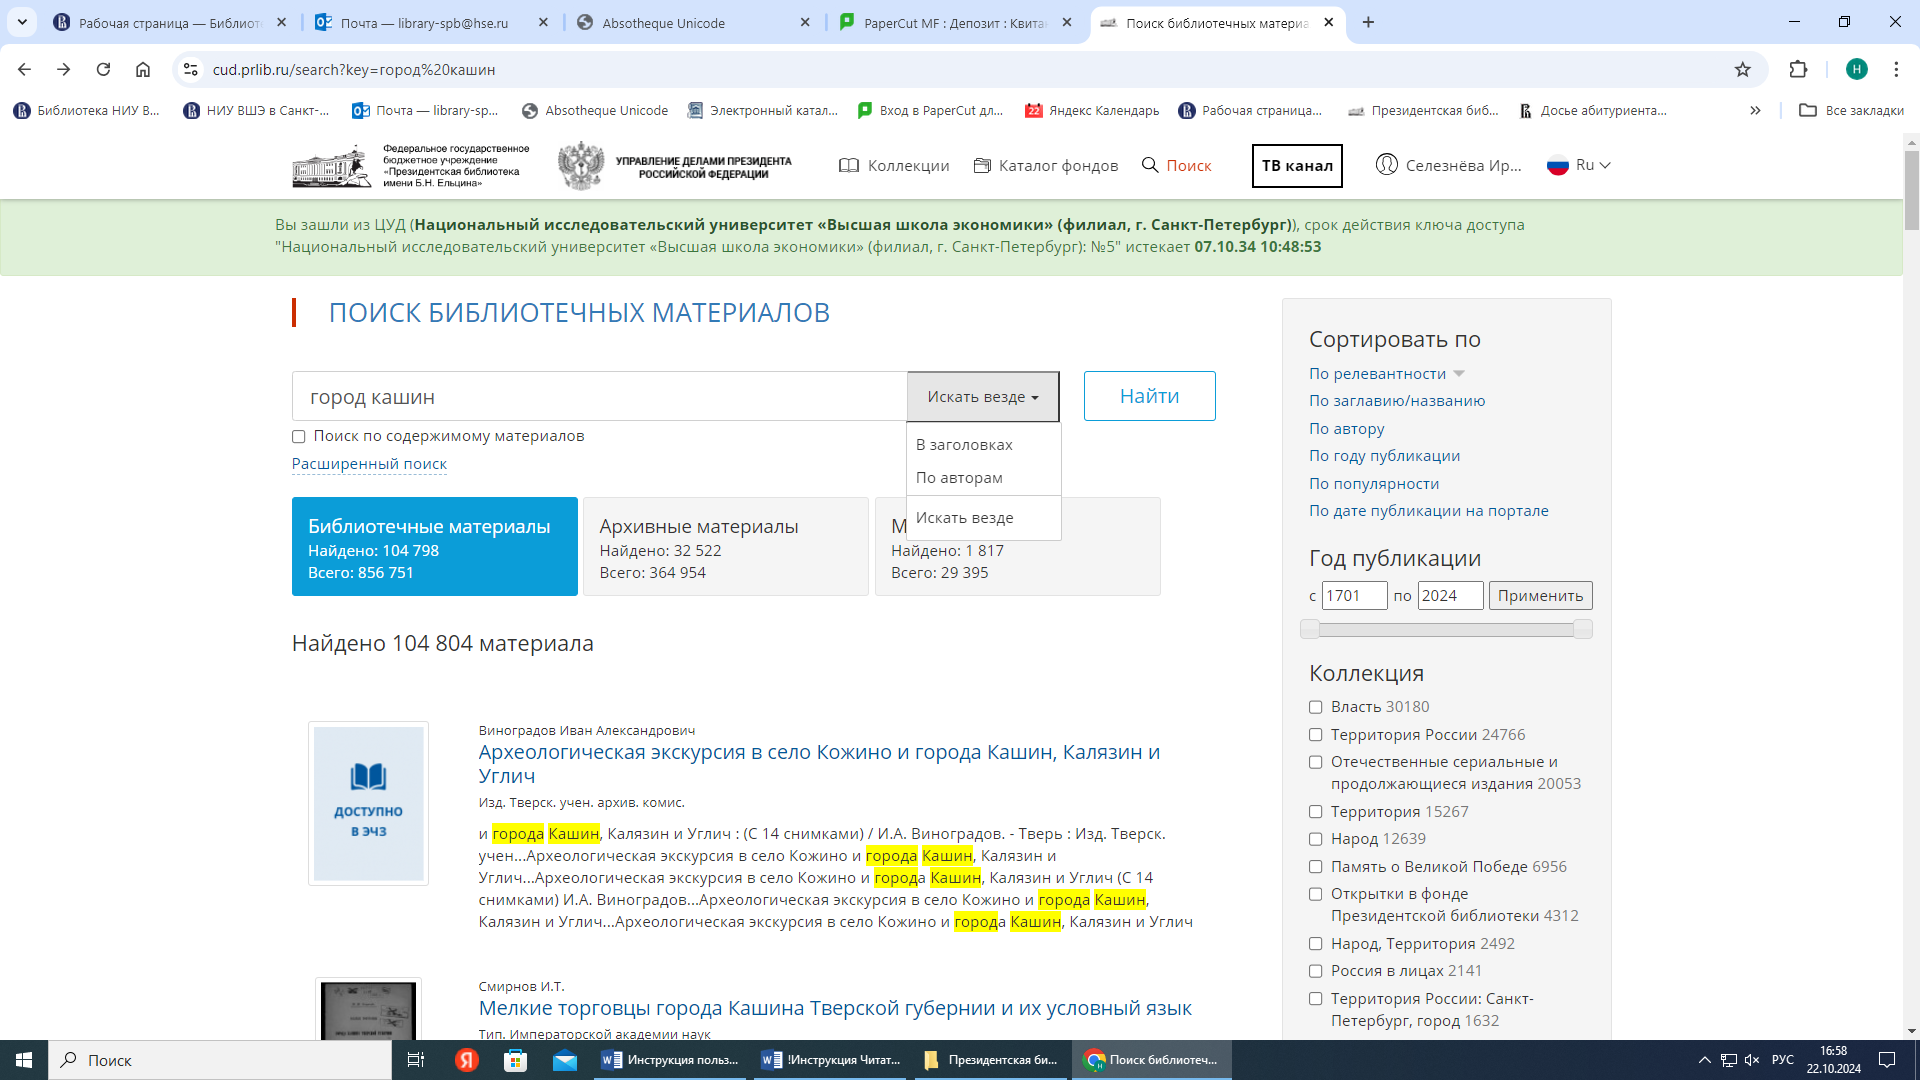 Рабочая страница — Библиот
Почта — library-spb@hse.ru
Absotheque Unicode
PaperCut MF : Депозит : Квита
Поиск библиотечных материа
cud.prlib.ru/search?key=город%20кашин
Н
Библиотека НИУ В...
НИУ ВШЭ в Санкт-...
Почта — library-sp...
Absotheque Unicode
Электронный катал...
Вход в PaperCut дл...
22
Яндекс Календарь
Рабочая страница...
Президентская биб...
Досье абитуриента...
»
Все закладки
Федеральное государственное
бюджетное учреждение
«Президентская библиотека
имени Б.Н. Ельцина»
УПРАВЛЕНИЕ ДЕЛАМИ ПРЕЗИДЕНТА
РОССИЙСКОЙ ФЕДЕРАЦИИ
Коллекции
Каталог фондов
Поиск
ТВ канал
Селезнёва Ир...
Ru
Вы зашли из ЦУД (Национальный исследовательский университет «Высшая школа экономики» (филиал, г. Санкт-Петербург)), срок действия ключа доступа
"Национальный исследовательский университет «Высшая школа экономики» (филиал, г. Санкт-Петербург): №5" истекает 07.10.34 10:48:53
ПОИСК БИБЛИОТЕЧНЫХ МАТЕРИАЛОВ
город кашин
Искать везде
Найти
Поиск по содержимому материалов
Расширенный поиск
В заголовках
По авторам
Искать везде
Библиотечные материалы
Найдено: 104 798
Всего: 856 751
Архивные материалы
Найдено: 32 522
Всего: 364 954
М
Найдено: 1 817
Всего: 29 395
Найдено 104 804 материала
ДОСТУПНО
В ЭЧЗ
Виноградов Иван Александрович
Археологическая экскурсия в село Кожино и города Кашин, Калязин и
Углич
Изд. Тверск. учен. архив. комис.
и города Кашин, Калязин и Углич : (С 14 снимками) / И.А. Виноградов. - Тверь : Изд. Тверск.
учен...Археологическая экскурсия в село Кожино и города Кашин, Калязин и
Углич...Археологическая экскурсия в село Кожино и города Кашин, Калязин и Углич (С 14
снимками) И.А. Виноградов...Археологическая экскурсия в село Кожино и города Кашин,
Калязин и Углич...Археологическая экскурсия в село Кожино и города Кашин, Калязин и Углич
Смирнов И.Т.
Мелкие торговцы города Кашина Тверской губернии и их условный язык
Тип. Императорской академии наук
Сортировать по
По релевантности
По заглавию/названию
По автору
По году публикации
По популярности
По дате публикации на портале
Год публикации
с 1701 по 2024 Применить
Коллекция
Власть 30180
Территория России 24766
Отечественные сериальные и
продолжающиеся издания 20053
Территория 15267
Народ 12639
Память о Великой Победе 6956
Открытки в фонде
Президентской библиотеки 4312
Народ, Территория 2492
Россия в лицах 2141
Территория России: Санкт-
Петербург, город 1632
Поиск
Я
Инструкция польз...
!Инструкция Читат...
Президентская би...
Поиск библиотеч...
РУС
16:58
22.10.2024